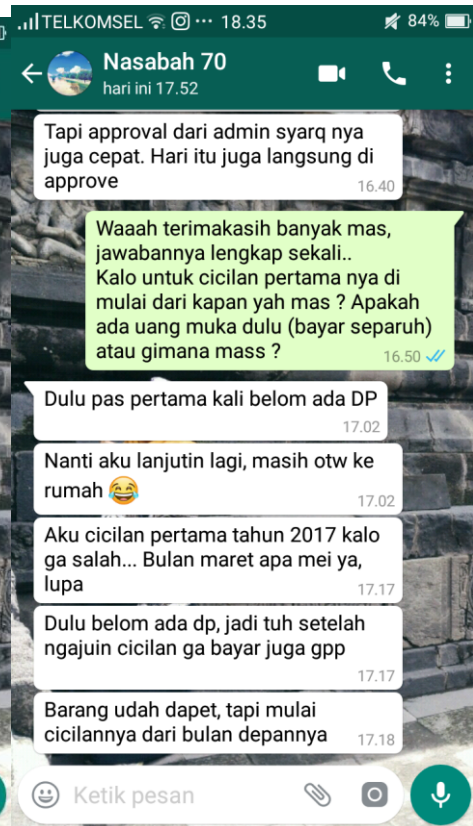 TELKOMSEL ... 18.35 84%
Nasabah 70
hari ini 17.52
Tapi approval dari admin syarq nya
juga cepat. Hari itu juga langsung di
approve
16.40
Waaah terimakasih banyak mas,
jawabannya lengkap sekali..
Kalo untuk cicilan pertama nya di
mulai dari kapan yah mas ? Apakah
ada uang muka dulu (bayar separuh)
atau gimana mass ?
16.50
Dulu pas pertama kali belom ada DP
17.02
Nanti aku lanjutin lagi, masih otw ke
rumah 😂
17.02
Aku cicilan pertama tahun 2017 kalo
ga salah... Bulan maret apa mei ya,
lupa
17.17
Dulu belom ada dp, jadi tuh setelah
ngajuin cicilan ga bayar juga gpp
17.17
Barang udah dapet, tapi mulai
cicilannya dari bulan depannya
17.18
Ketik pesan